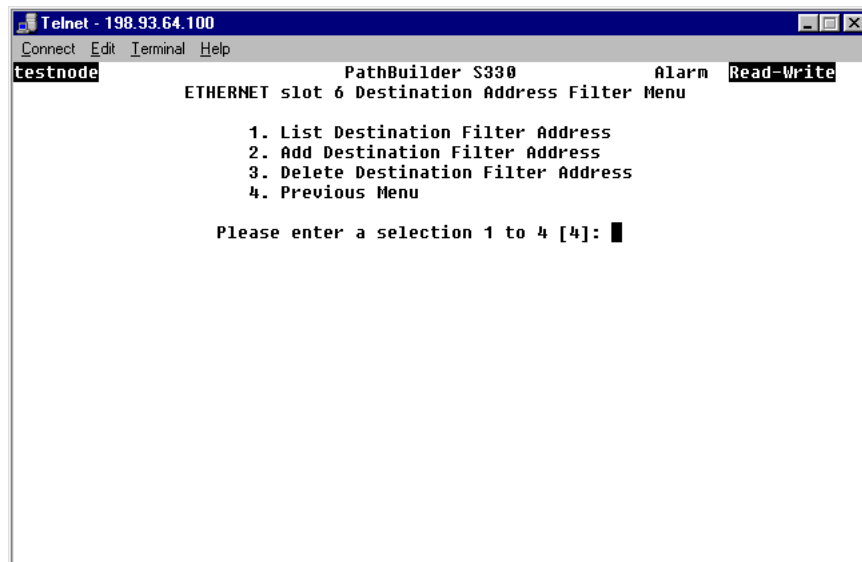 Telnet - 198.93.64.100
Connect Edit Terminal Help
testnode PathBuilder S330 Alarm Read-Write
ETHERNET slot 6 Destination Address Filter Menu
1. List Destination Filter Address
2. Add Destination Filter Address
3. Delete Destination Filter Address
4. Previous Menu
Please enter a selection 1 to 4 [4]: